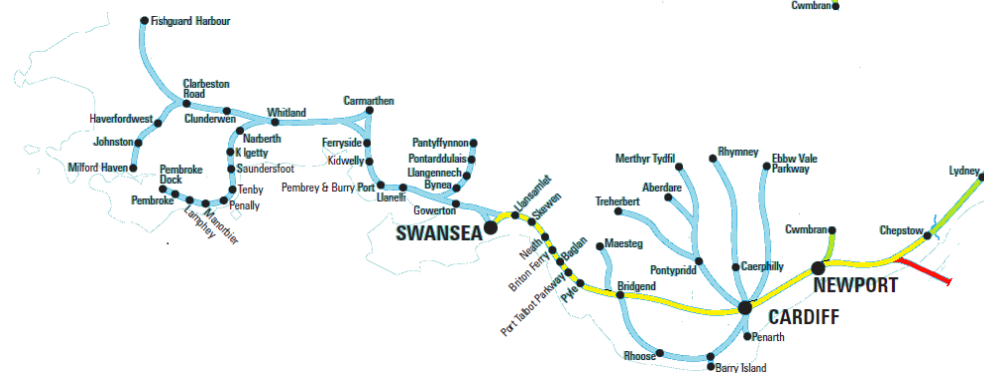 Cwmbran
Fishguard Harbour
Clarbeston
Road
Clunderwen
Whitland
Haverfordwest
Johnston
Milford Haven
Narberth
K lgetty
Saundersfoot
Tenby
Penally
Manorbier
Lamphey
Pembroke
Pembroke
Dock
Carmarthen
Ferryside
Kidwelly
Pembrey & Burry Port
Llanelli
Pantyffynnon
Pontarddulais
Llangennech
Bynea
Gowerton
SWANSEA
Llansamlet
Skewen
Neath
Briton Ferry
Baglan
Port Talbot Parkway
Pyle
Maesteg
Bridgend
Treherbert
Aberdare
Merthyr Tydfil
Pontypridd
Rhymney
Caerphilly
Ebbw Vale
Parkway
Rhoose
Barry Island
Penarth
CARDIFF
Cwmbran
NEWPORT
Chepstow
Lydney